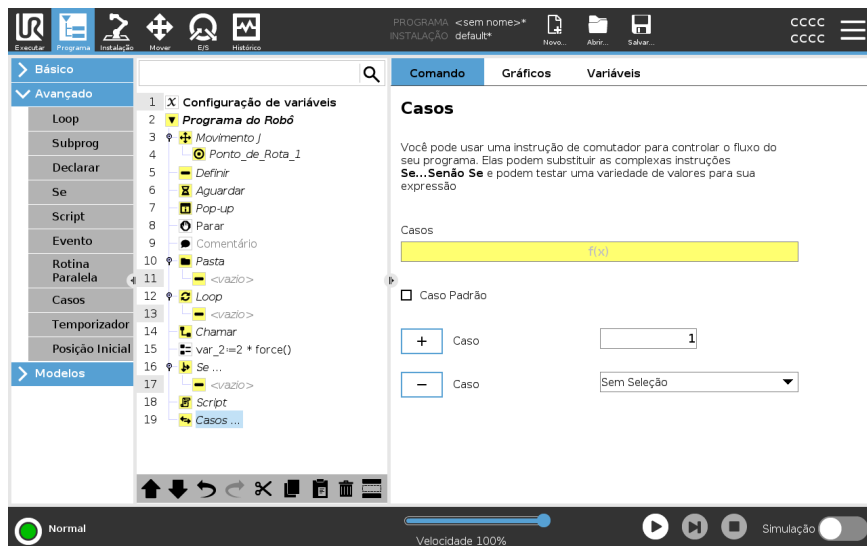 UR
Executar Programa Instalação Mover E/S Histórico
PROGRAMA <sem nome>*
INSTALAÇÃO default*
Novo... Abrir... Salvar...
CCCC
CCCC
Básico
Avançado
Loop
Subprog
Declarar
Se
Script
Evento
Rotina
Paralela
Casos
Temporizador
Posição Inicial
Modelos
1 X Configuração de variáveis
2 Programa do Robô
3 Movimento J
4 Ponto_de_Rota_1
5 Definir
6 Aguardar
7 Pop-up
8 Parar
9 Comentário
10 Pasta
11 <vazio>
12 Loop
13 <vazio>
14 Chamar
15 var_2:=2 * force()
16 Se ...
17 <vazio>
18 Script
19 Casos ...
Comando Gráficos Variáveis
Casos
Você pode usar uma instrução de comutador para controlar o fluxo do
seu programa. Elas podem substituir as complexas instruções
Se...Senão Se e podem testar uma variedade de valores para sua
expressão
Casos
f(x)
Caso Padrão
+ Caso 1
− Caso Sem Seleção
Normal
Velocidade 100%
Simulação